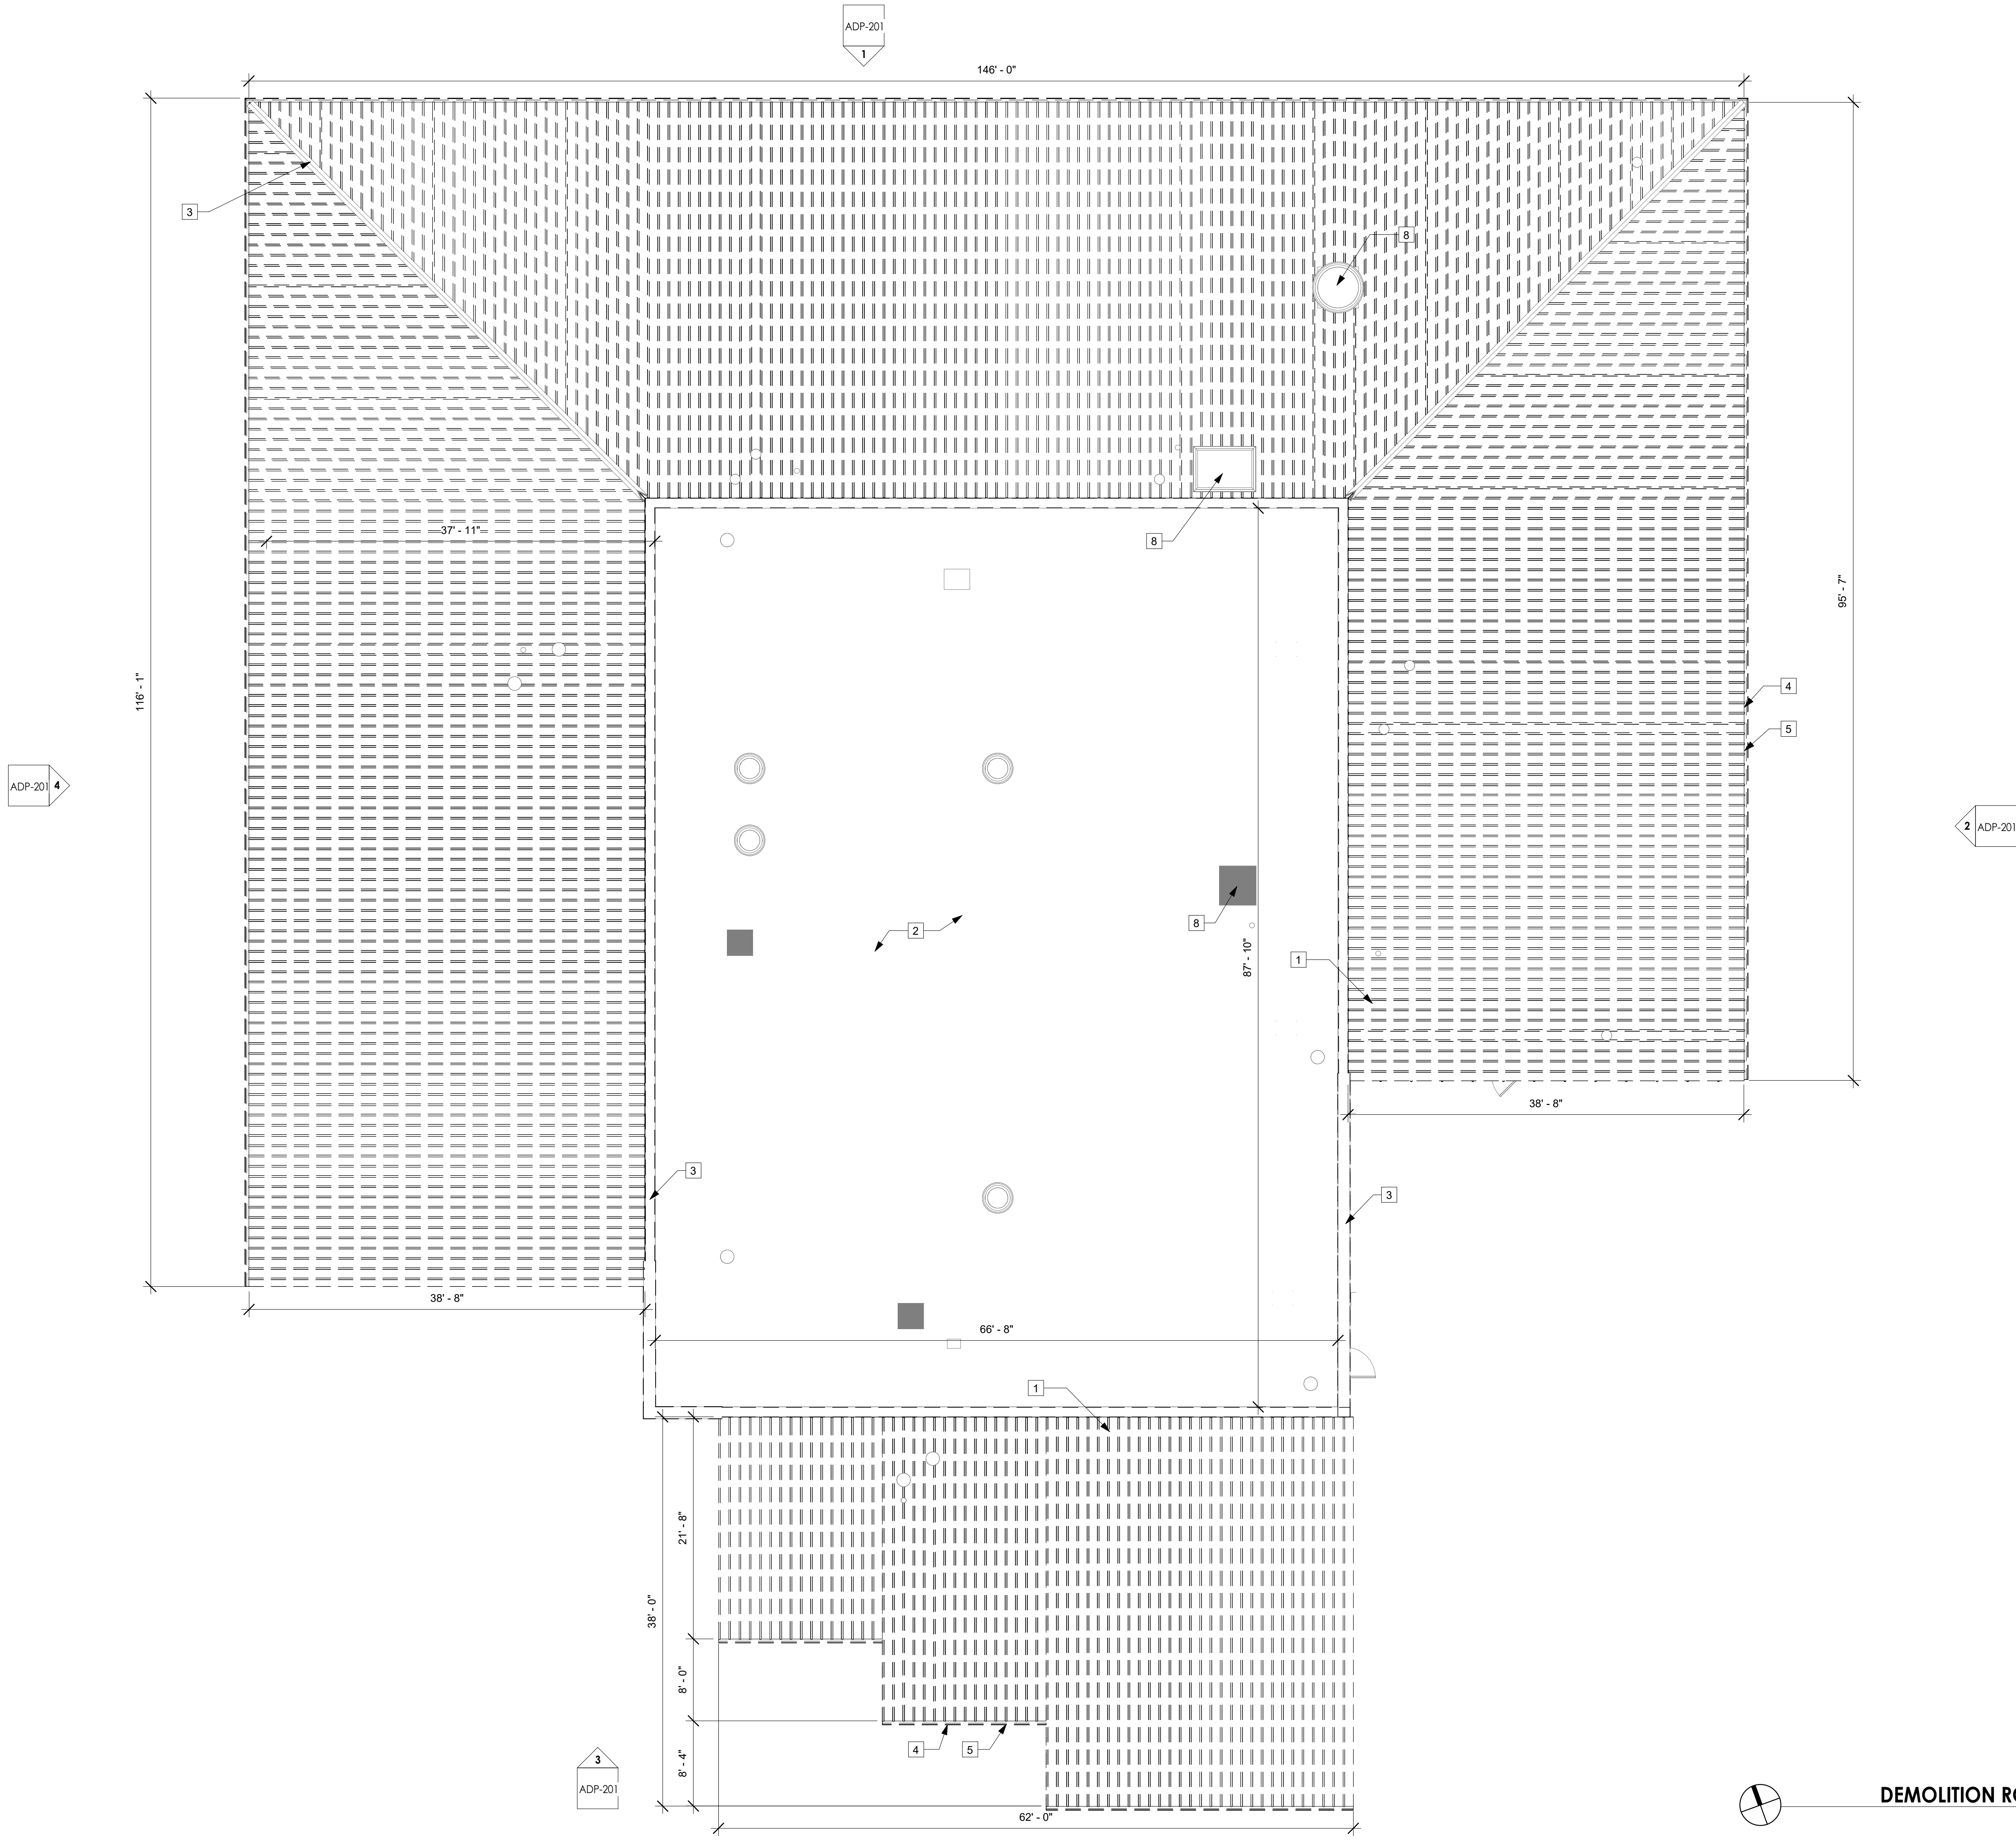 ADP-201
1
146' - 0"
3
8
37' - 11"
8
95' - 7"
116' - 1"
4
5
ADP-201 4
2 ADP-201
8
2
87' - 10"
1
38' - 8"
3
3
38' - 8"
66' - 8"
1
21' - 8"
38' - 0"
8' - 0"
4
5
8' - 4"
3
ADP-201
62' - 0"
DEMOLITION